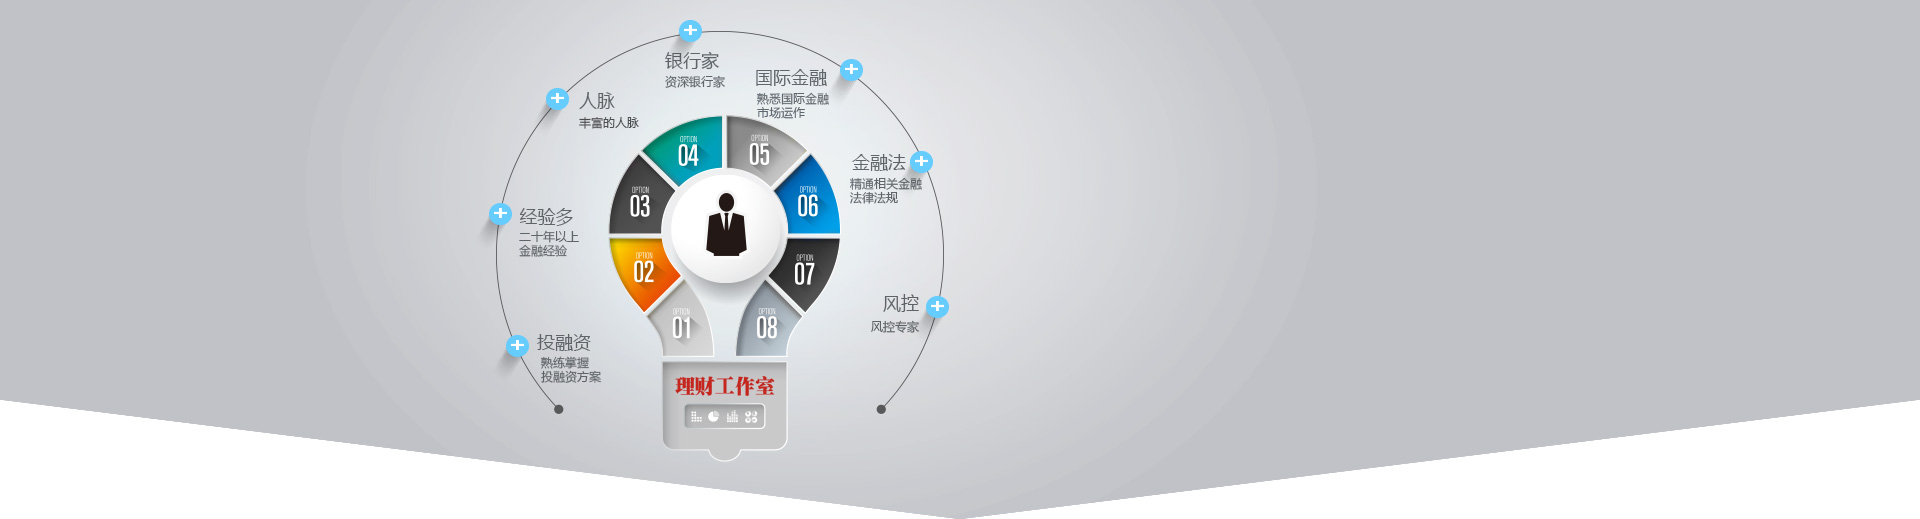 银行家
资深银行家
国际金融
熟悉国际金融
市场运作
人脉
丰富的人脉
金融法
精通相关金融
法律法规
经验多
二十年以上
金融经验
风控
风控专家
投融资
熟练掌握
投融资方案
OPTION
04
OPTION
05
OPTION
03
OPTION
06
OPTION
02
OPTION
07
OPTION
01
OPTION
08
理财工作室